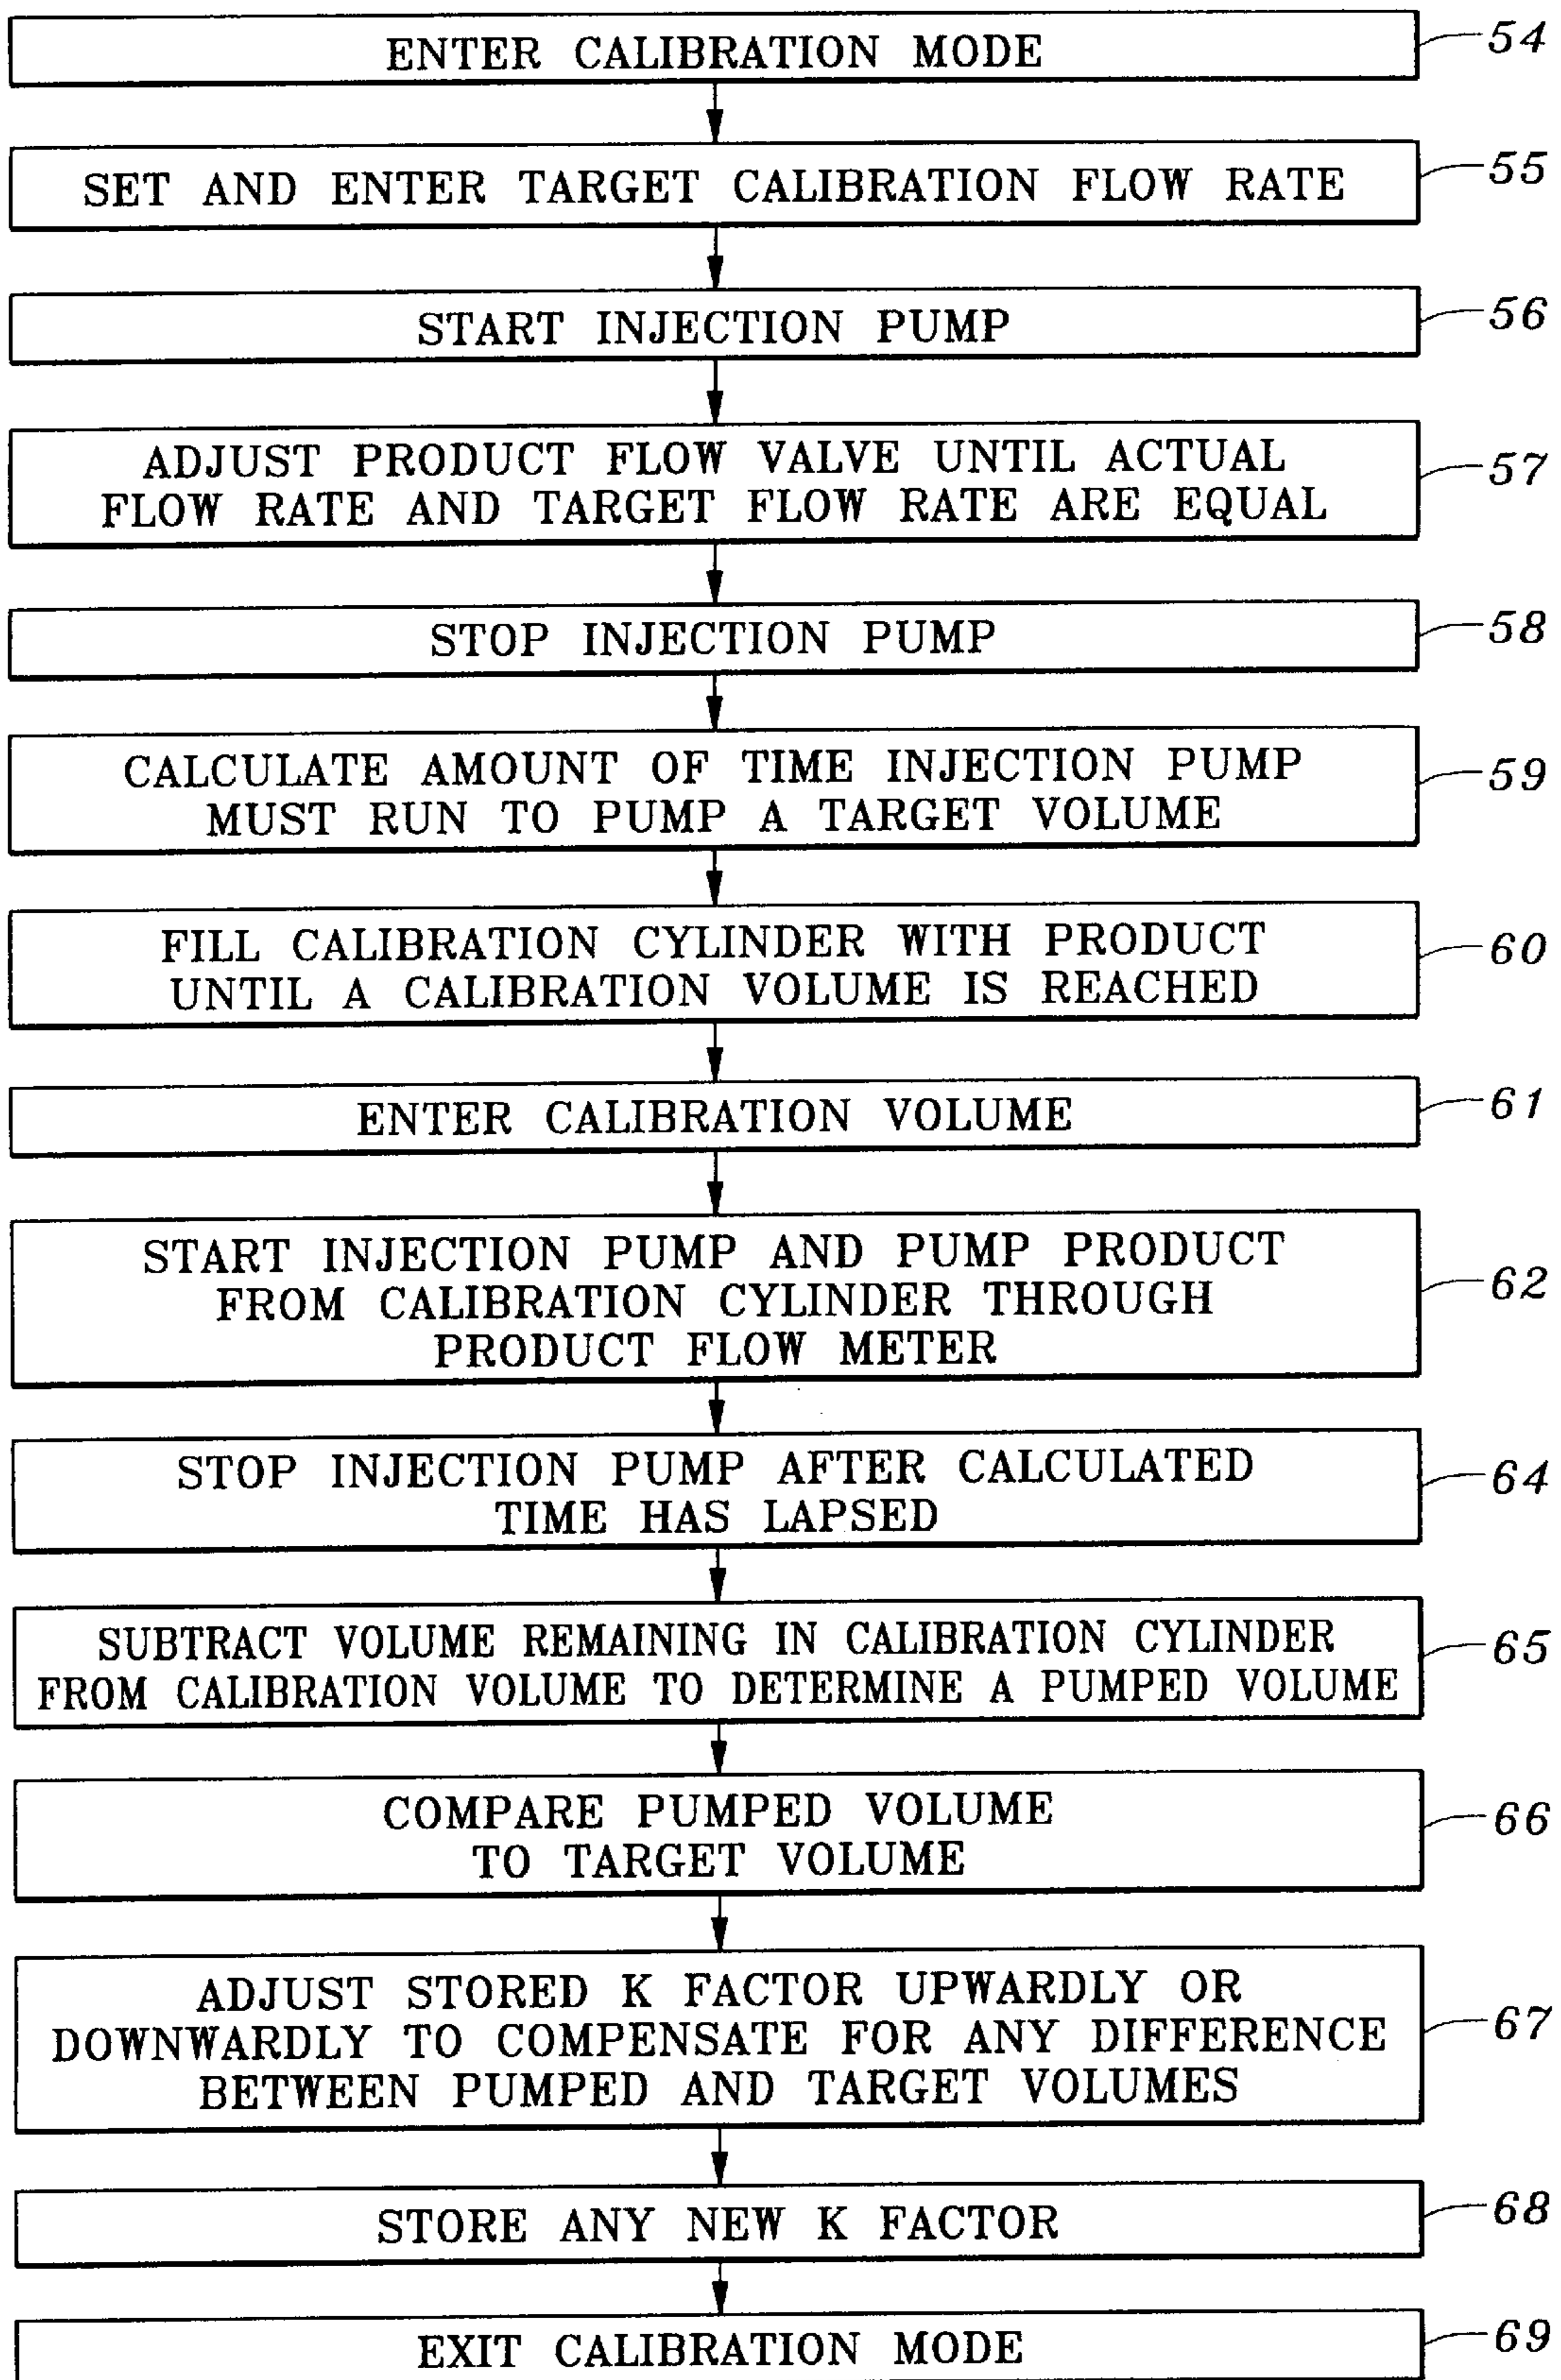 ENTER CALIBRATION MODE
54
SET AND ENTER TARGET CALIBRATION FLOW RATE
55
START INJECTION PUMP
56
ADJUST PRODUCT FLOW VALVE UNTIL ACTUAL
FLOW RATE AND TARGET FLOW RATE ARE EQUAL
57
STOP INJECTION PUMP
58
CALCULATE AMOUNT OF TIME INJECTION PUMP
MUST RUN TO PUMP A TARGET VOLUME
59
FILL CALIBRATION CYLINDER WITH PRODUCT
UNTIL A CALIBRATION VOLUME IS REACHED
60
ENTER CALIBRATION VOLUME
61
START INJECTION PUMP AND PUMP PRODUCT
FROM CALIBRATION CYLINDER THROUGH
PRODUCT FLOW METER
62
STOP INJECTION PUMP AFTER CALCULATED
TIME HAS LAPSED
64
SUBTRACT VOLUME REMAINING IN CALIBRATION CYLINDER
FROM CALIBRATION VOLUME TO DETERMINE A PUMPED VOLUME
65
COMPARE PUMPED VOLUME
TO TARGET VOLUME
66
ADJUST STORED K FACTOR UPWARDLY OR
DOWNWARDLY TO COMPENSATE FOR ANY DIFFERENCE
BETWEEN PUMPED AND TARGET VOLUMES
67
STORE ANY NEW K FACTOR
68
EXIT CALIBRATION MODE
69